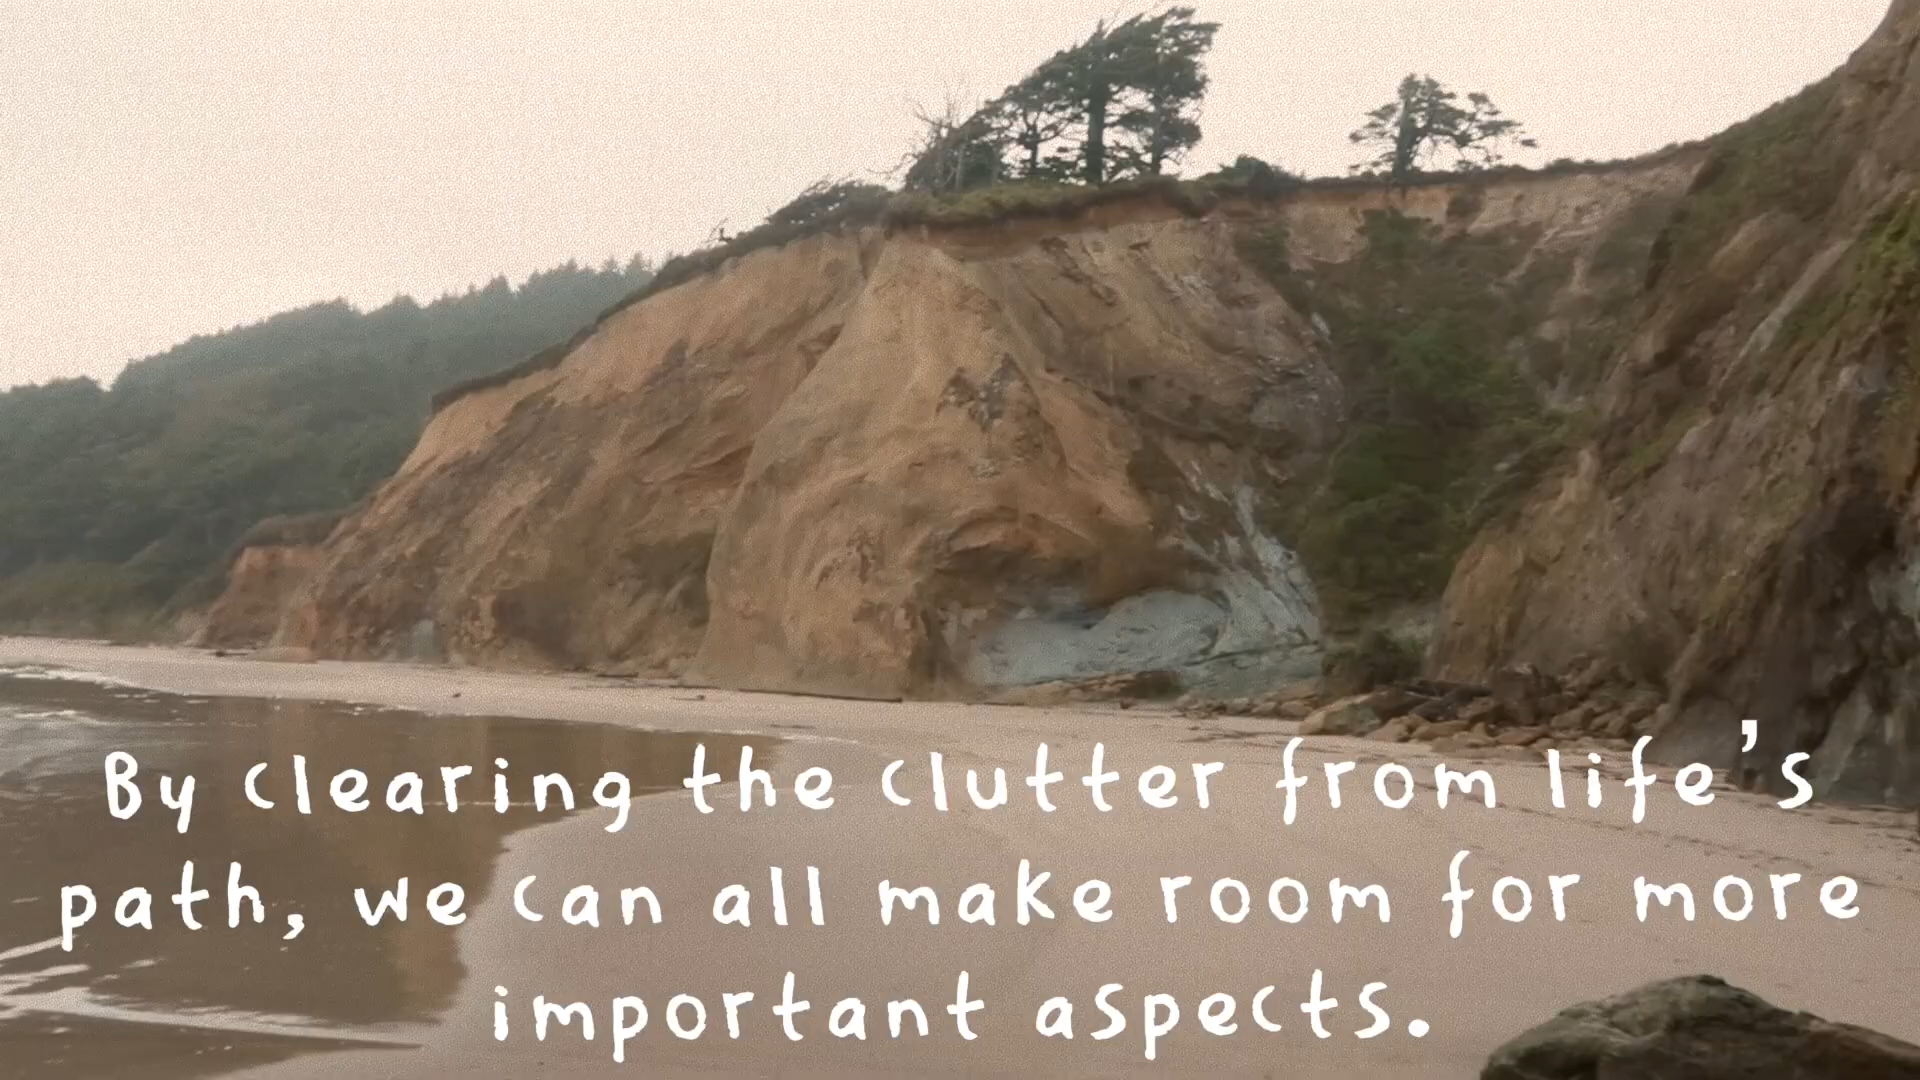 By clearing the clutter from life's
path, we can all make room for more
important aspects.